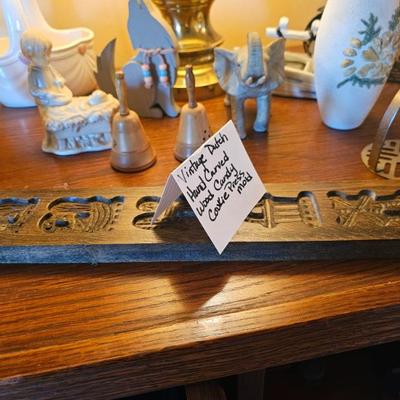 Vintage Dutch
Hand Carved
Wood Candy
Cookie Press
Mold